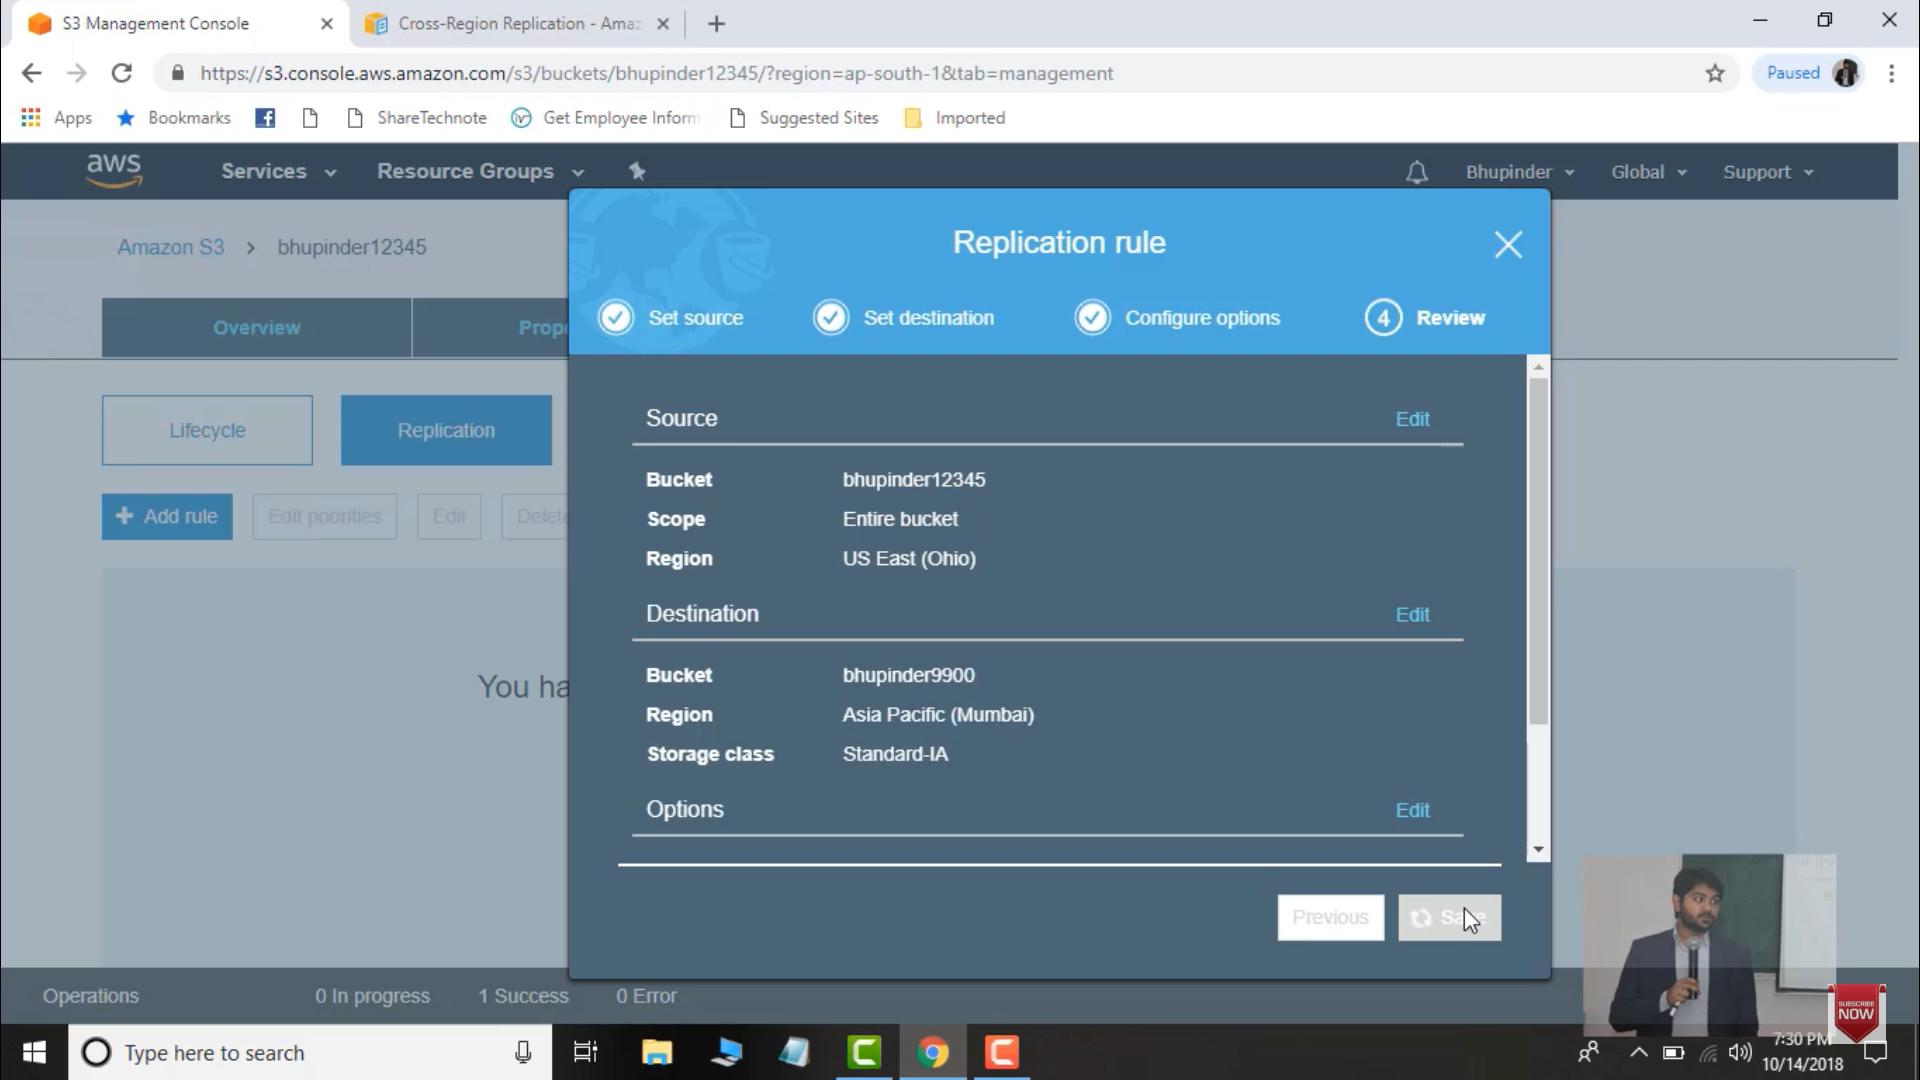 S3 Management Console
Cross-Region Replication - Amaz
https://s3.console.aws.amazon.com/s3/buckets/bhupinder12345/?region=ap-south-1&tab=management
Paused
Apps
Bookmarks
ShareTechnote
Get Employee Inform
Suggested Sites
Imported
aws
Services
Resource Groups
Bhupinder
Global
Support
Amazon S3 > bhupinder12345
Overview
Prop
Lifecycle
Replication
+ Add rule
Edit priorities
Edit
Delete
You ha
Replication rule
Set source
Set destination
Configure options
4 Review
Source Edit
Bucket bhupinder12345
Scope Entire bucket
Region US East (Ohio)
Destination Edit
Bucket bhupinder9900
Region Asia Pacific (Mumbai)
Storage class Standard-IA
Options Edit
Previous
Save
Operations 0 In progress 1 Success 0 Error
SUBSCRIBE
NOW
Type here to search
7:30 PM
10/14/2018